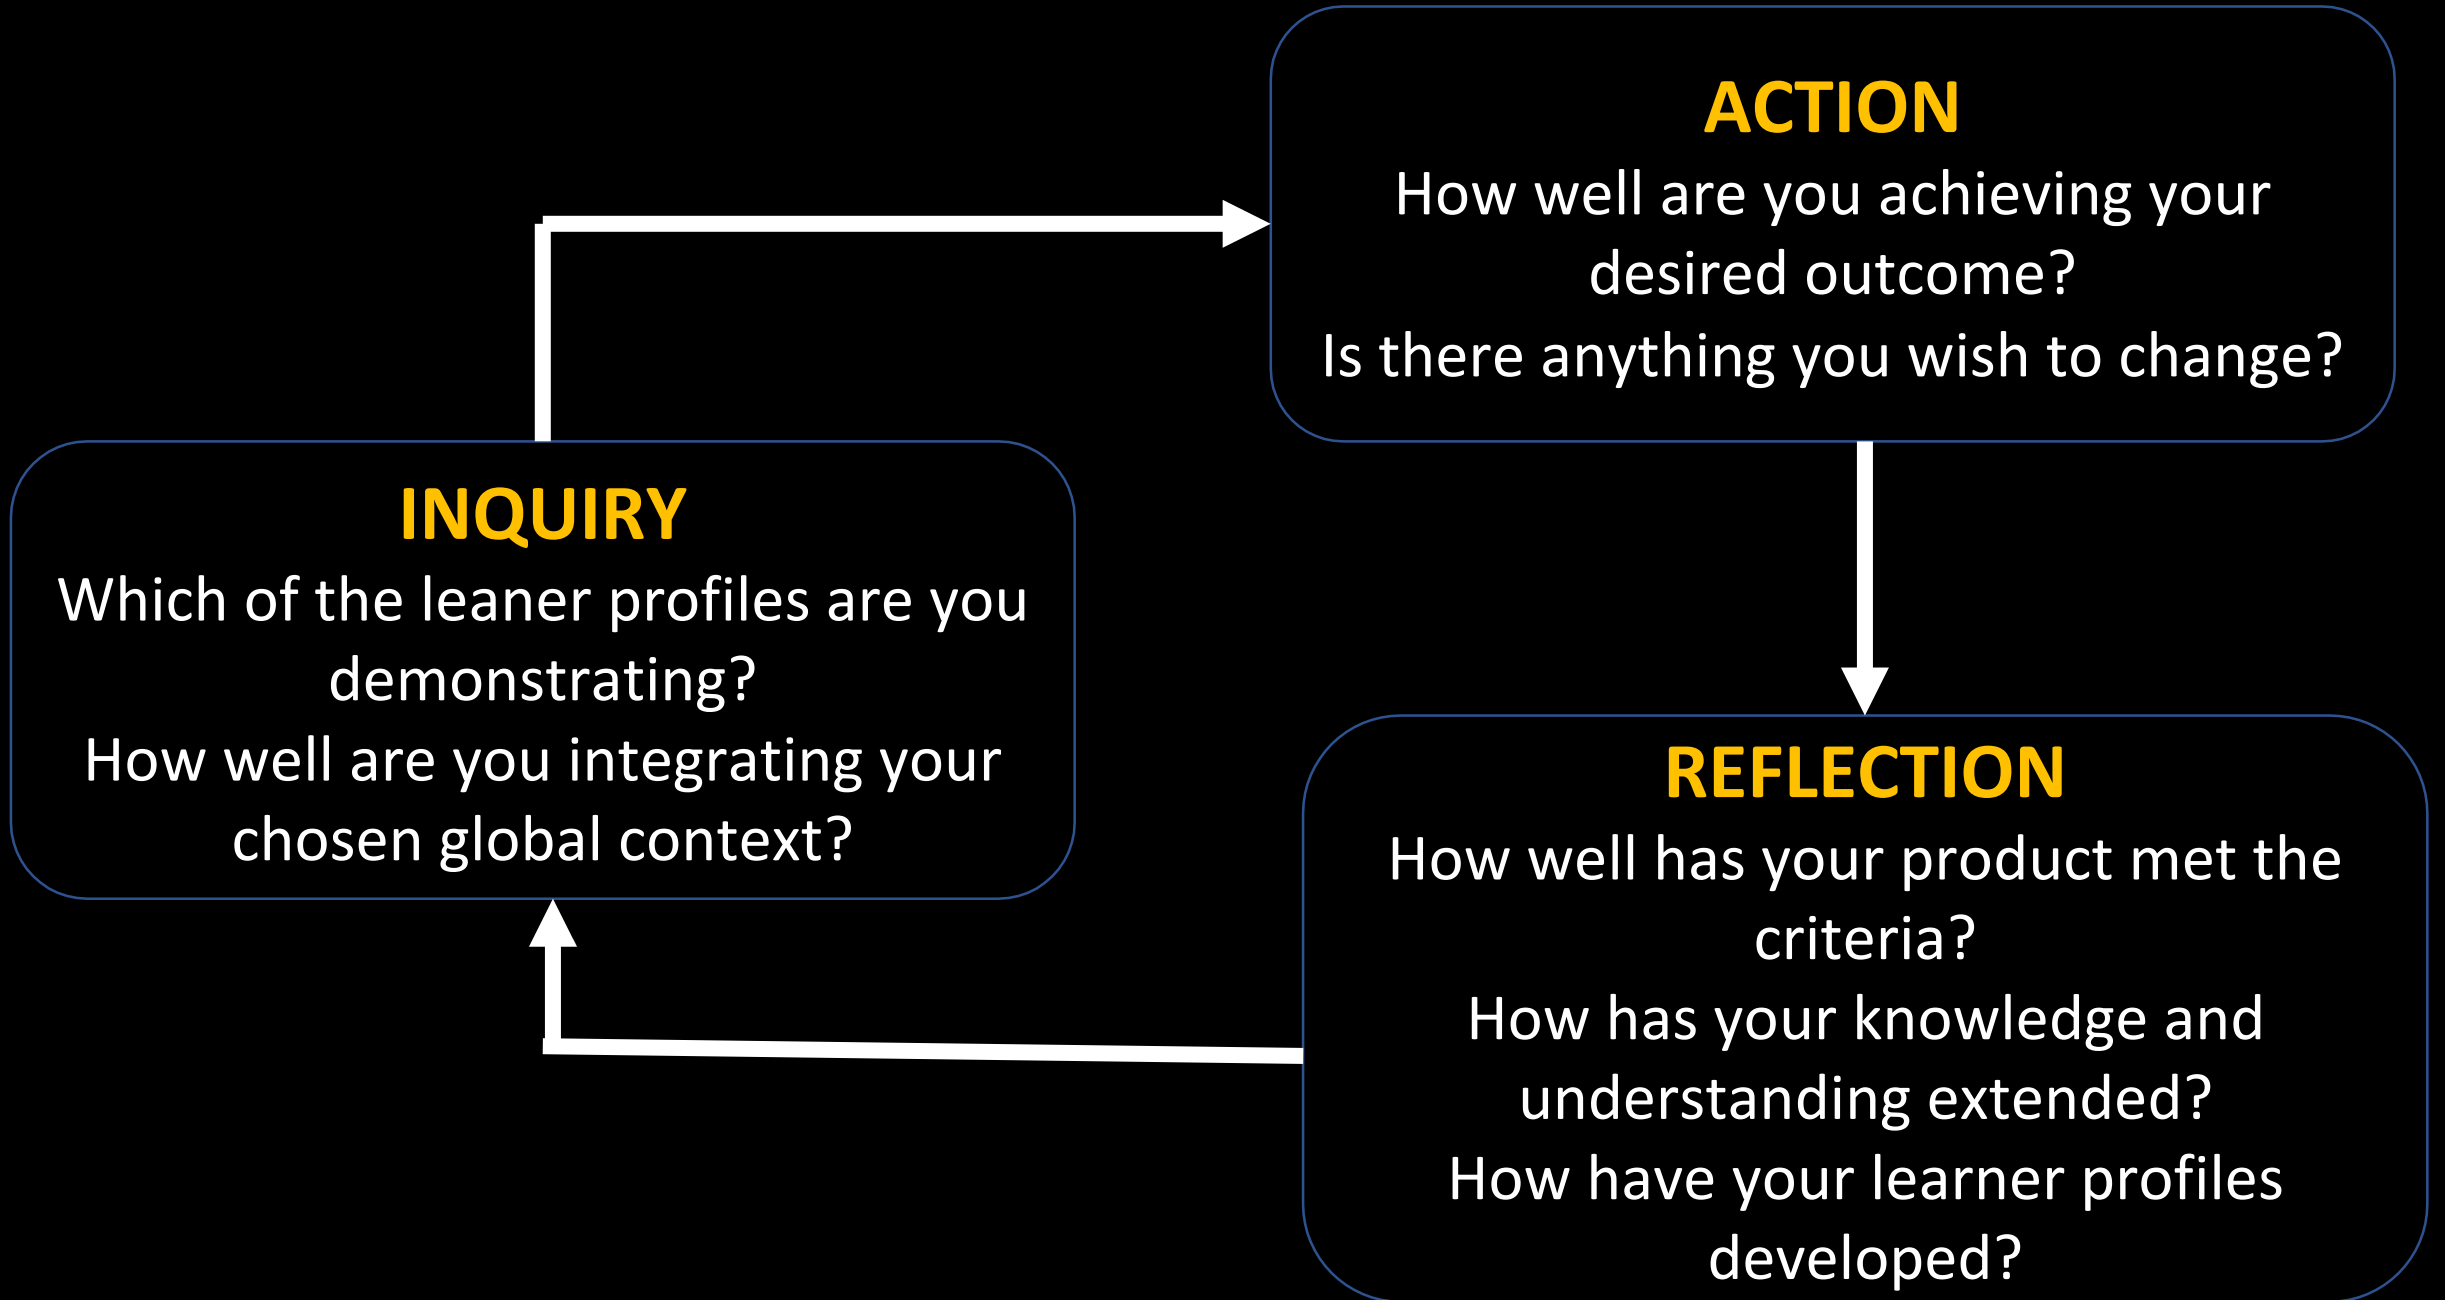 ACTION
How well are you achieving your
desired outcome?
Is there anything you wish to change?
INQUIRY
Which of the leaner profiles are you
demonstrating?
How well are you integrating your
chosen global context?
REFLECTION
How well has your product met the
criteria?
How has your knowledge and
understanding extended?
How have your learner profiles
developed?